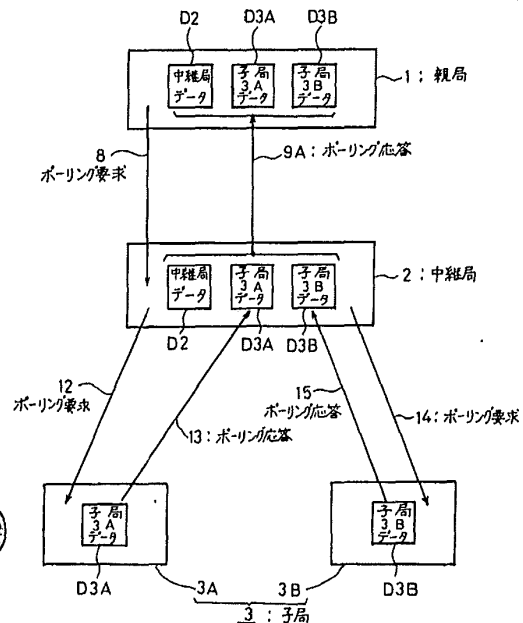 D2
D3A
D3B
中継局
データ
子局
3A
データ
子局
3B
データ
1:親局
8
ポーリング要求
9A:ポーリング応答
中継局
データ
子局
3A
データ
子局
3B
データ
2:中継局
D2
D3A
D3B
12
ポーリング要求
13:ポーリング応答
15
ポーリング応答
14:ポーリング要求
子局
3A
データ
子局
3B
データ
D3A
3A
3B
D3B
3:子局